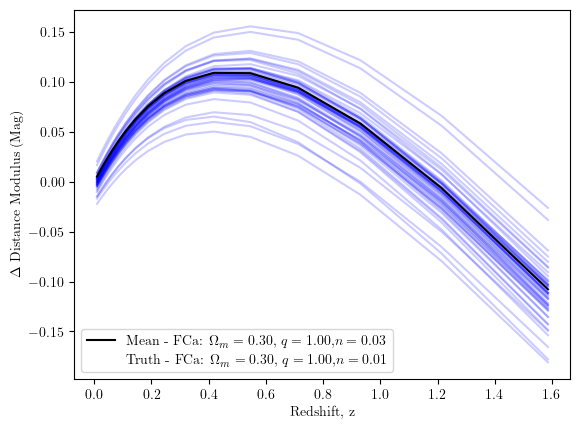 0.15
0.10
0.05
0.00
−0.05
−0.10
−0.15
Δ Distance Modulus (Mag)
Mean - FCa: Ωₘ = 0.30, q = 1.00,n = 0.03
Truth - FCa: Ωₘ = 0.30, q = 1.00,n = 0.01
0.0 0.2 0.4 0.6 0.8 1.0 1.2 1.4 1.6
Redshift, z